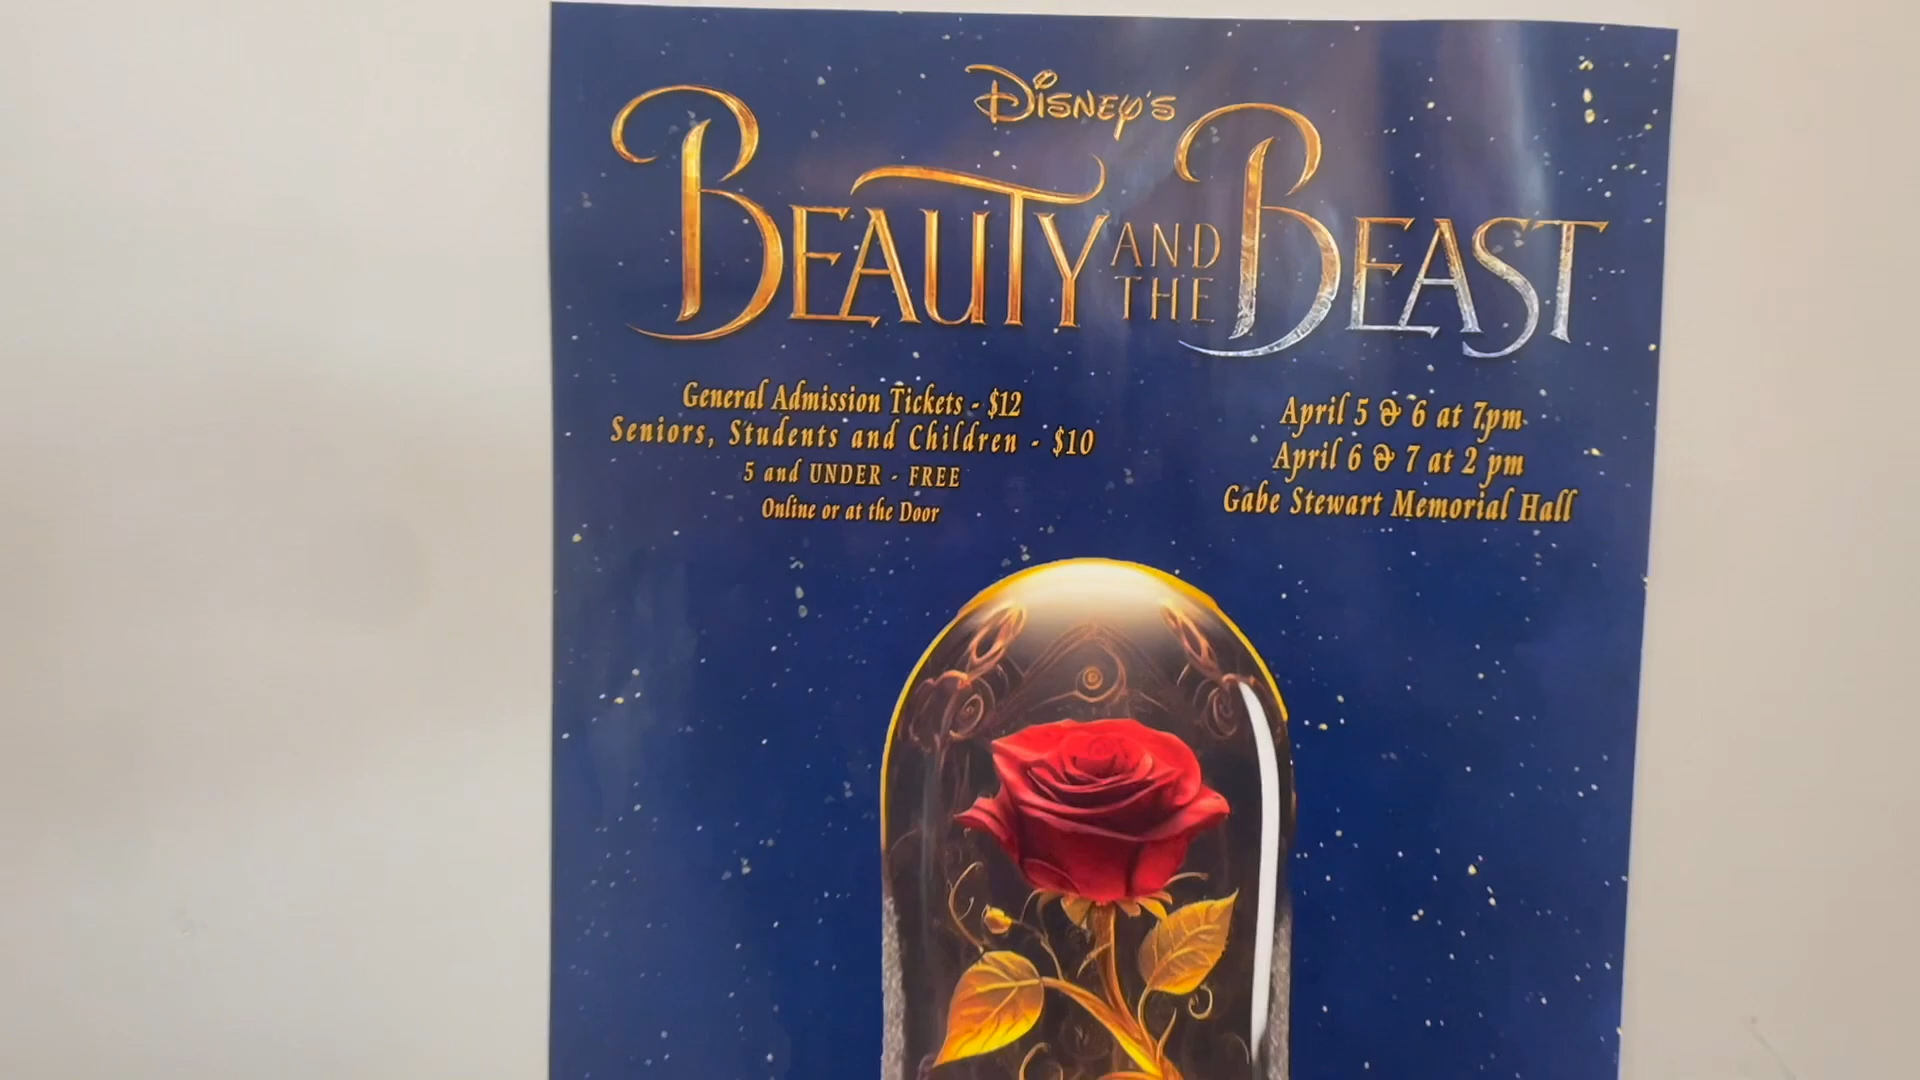 Disney's
BEAUTY AND THE BEAST
General Admission Tickets - $12
Seniors, Students and Children - $10
5 and UNDER - FREE
Online or at the Door
April 5 & 6 at 7pm
April 6 & 7 at 2 pm
Gabe Stewart Memorial Hall